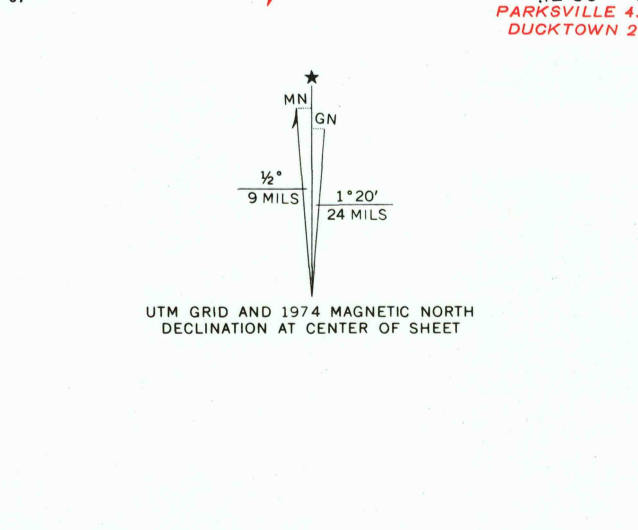 PARKSVILLE 4.
DUCKTOWN 2
MN
GN
½°
9 MILS
1°20′
24 MILS
UTM GRID AND 1974 MAGNETIC NORTH
DECLINATION AT CENTER OF SHEET